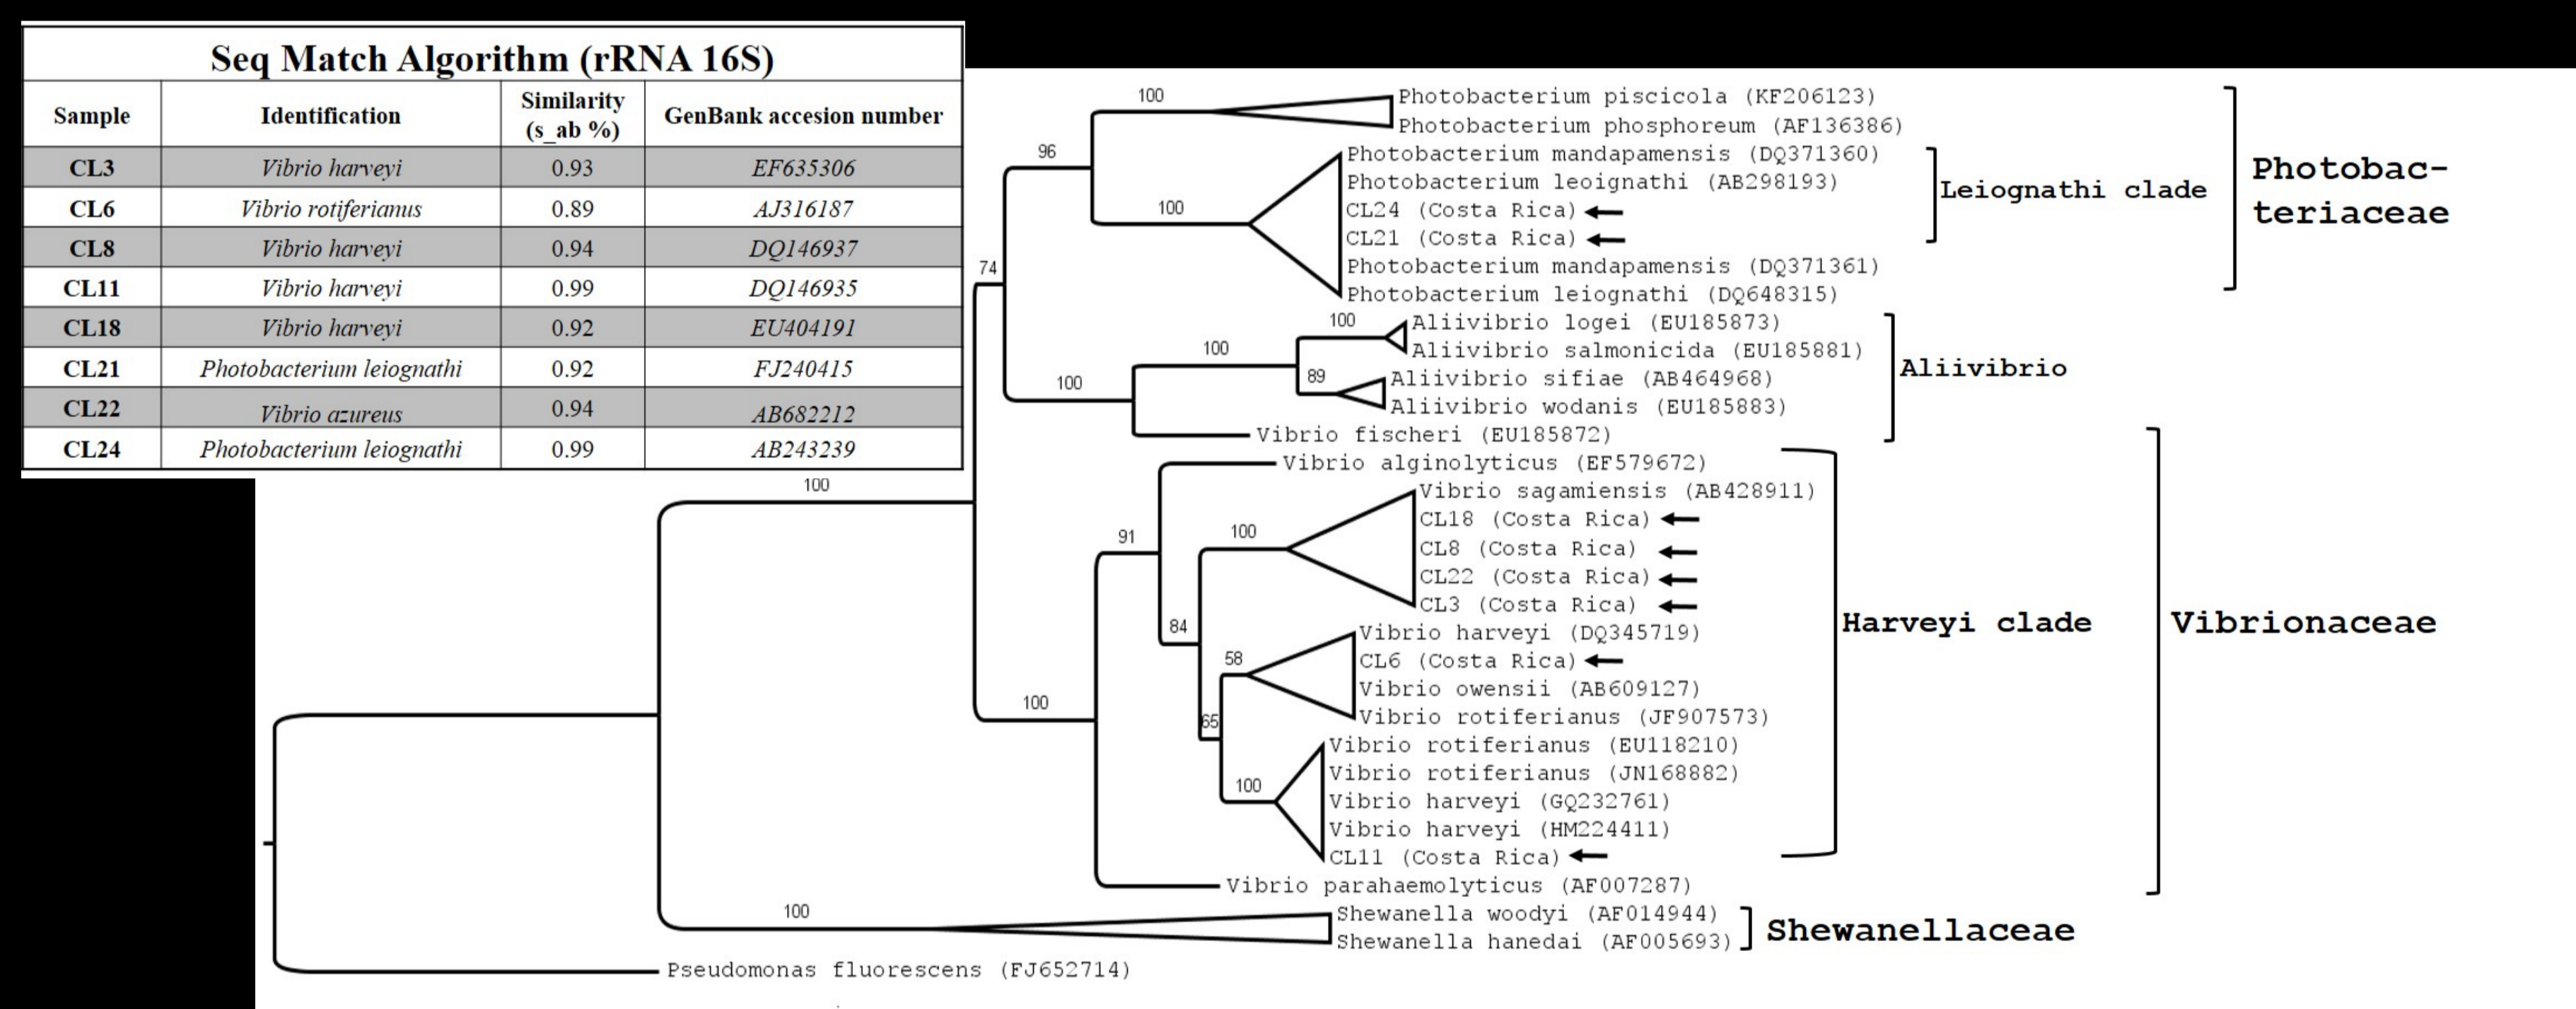 Seq Match Algorithm (rRNA 16S)
Sample Identification Similarity (s_ab %) GenBank accesion number
CL3 Vibrio harveyi 0.93 EF635306
CL6 Vibrio rotiferianus 0.89 AJ316187
CL8 Vibrio harveyi 0.94 DQ146937
CL11 Vibrio harveyi 0.99 DQ146935
CL18 Vibrio harveyi 0.92 EU404191
CL21 Photobacterium leiognathi 0.92 FJ240415
CL22 Vibrio azureus 0.94 AB682212
CL24 Photobacterium leiognathi 0.99 AB243239
100
Photobacterium piscicola (KF206123)
Photobacterium phosphoreum (AF136386)
96
Photobacterium mandapamensis (DQ371360)
Photobacterium leoignathi (AB298193)
100
CL24 (Costa Rica)
CL21 (Costa Rica)
Photobacterium mandapamensis (DQ371361)
Photobacterium leiognathi (DQ648315)
Leiognathi clade
Photobac-
teriaceae
74
100
Aliivibrio logei (EU185873)
Aliivibrio salmonicida (EU185881)
100
89
Aliivibrio sifiae (AB464968)
Aliivibrio wodanis (EU185883)
100
Vibrio fischeri (EU185872)
Aliivibrio
Vibrio alginolyticus (EF579672)
100
Vibrio sagamiensis (AB428911)
CL18 (Costa Rica)
91
100
CL8 (Costa Rica)
CL22 (Costa Rica)
CL3 (Costa Rica)
84
Vibrio harveyi (DQ345719)
58
CL6 (Costa Rica)
Vibrio owensii (AB609127)
100
65
Vibrio rotiferianus (JF907573)
Vibrio rotiferianus (EU118210)
Vibrio rotiferianus (JN168882)
100
Vibrio harveyi (GQ232761)
Vibrio harveyi (HM224411)
CL11 (Costa Rica)
Harveyi clade
Vibrionaceae
Vibrio parahaemolyticus (AF007287)
100
Shewanella woodyi (AF014944)
Shewanella hanedai (AF005693)
Shewanellaceae
Pseudomonas fluorescens (FJ652714)